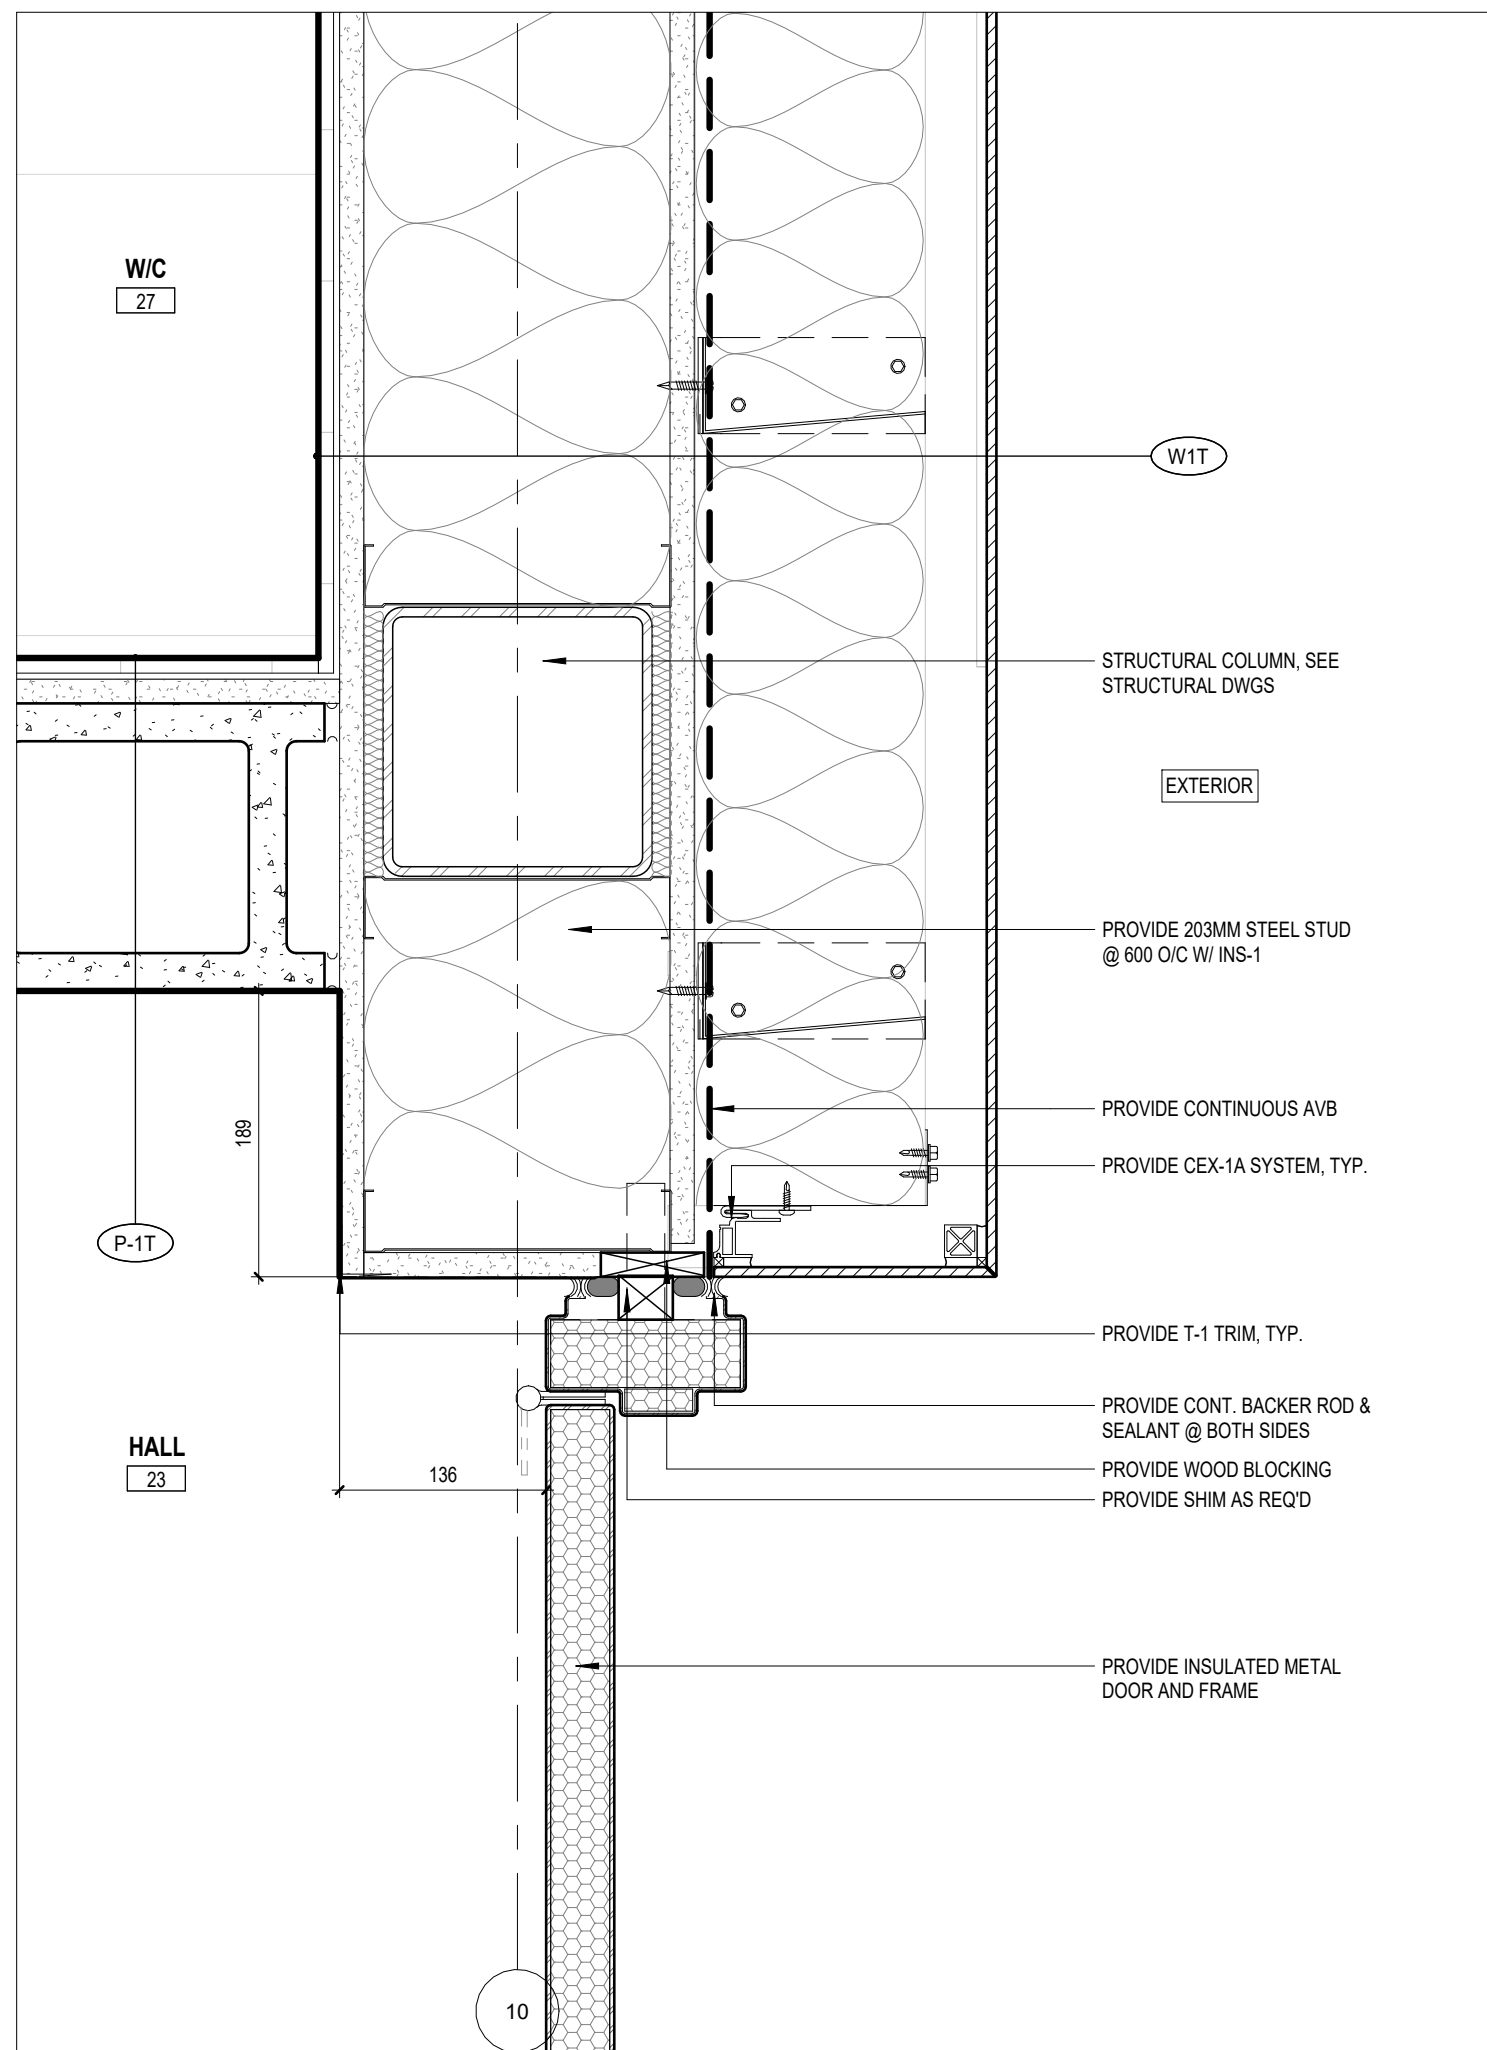 W/C
27
W1T
STRUCTURAL COLUMN, SEE
STRUCTURAL DWGS
EXTERIOR
PROVIDE 203MM STEEL STUD
@ 600 O/C W/ INS-1
PROVIDE CONTINUOUS AVB
189
PROVIDE CEX-1A SYSTEM, TYP.
P-1T
PROVIDE T-1 TRIM, TYP.
PROVIDE CONT. BACKER ROD &
SEALANT @ BOTH SIDES
HALL
23
136
PROVIDE WOOD BLOCKING
PROVIDE SHIM AS REQ'D
PROVIDE INSULATED METAL
DOOR AND FRAME
10